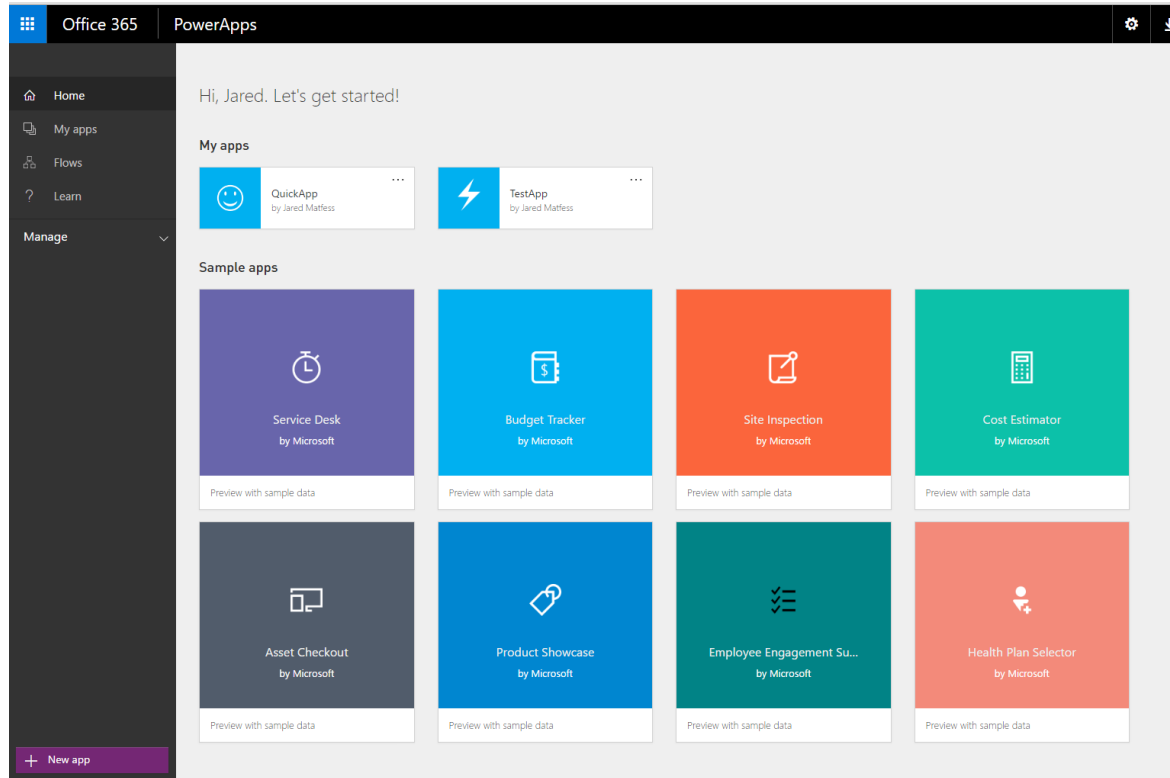 Office 365
PowerApps
Home
My apps
Flows
? Learn
Manage
+ New app
Hi, Jared. Let's get started!
My apps
...
QuickApp
by Jared Matfess
...
TestApp
by Jared Matfess
Sample apps
Service Desk
by Microsoft
Preview with sample data
Budget Tracker
by Microsoft
Preview with sample data
Site Inspection
by Microsoft
Preview with sample data
Cost Estimator
by Microsoft
Preview with sample data
Asset Checkout
by Microsoft
Preview with sample data
Product Showcase
by Microsoft
Preview with sample data
Employee Engagement Su...
by Microsoft
Preview with sample data
Health Plan Selector
by Microsoft
Preview with sample data